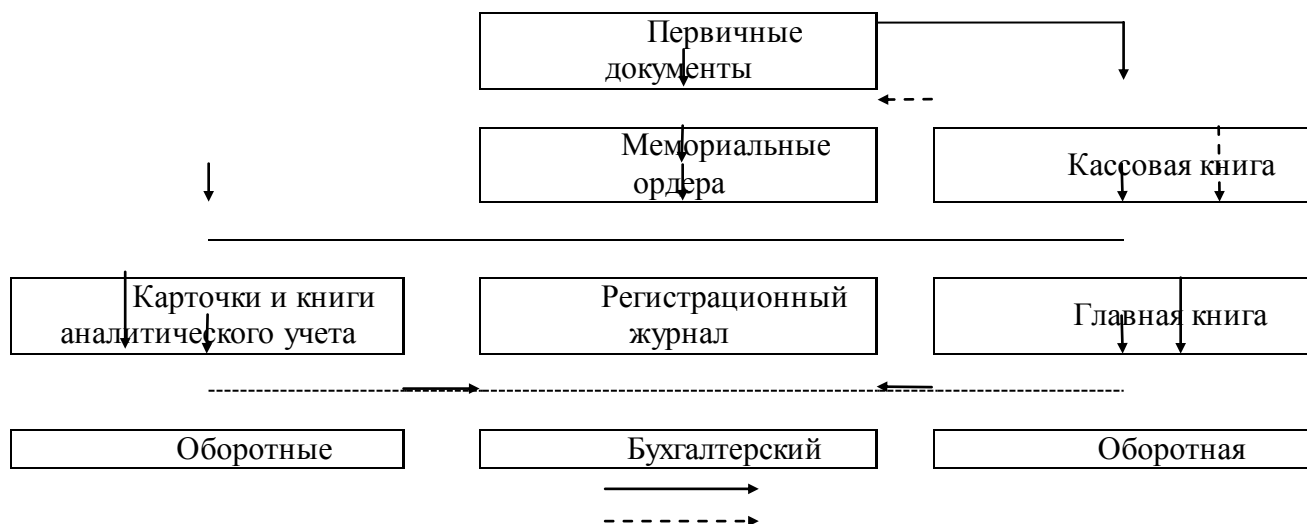 Первичные
документы
Мемориальные
ордера
Кассовая книга
Карточки и книги
аналитического учета
Регистрационный
журнал
Главная книга
Оборотные
Бухгалтерский
Оборотная